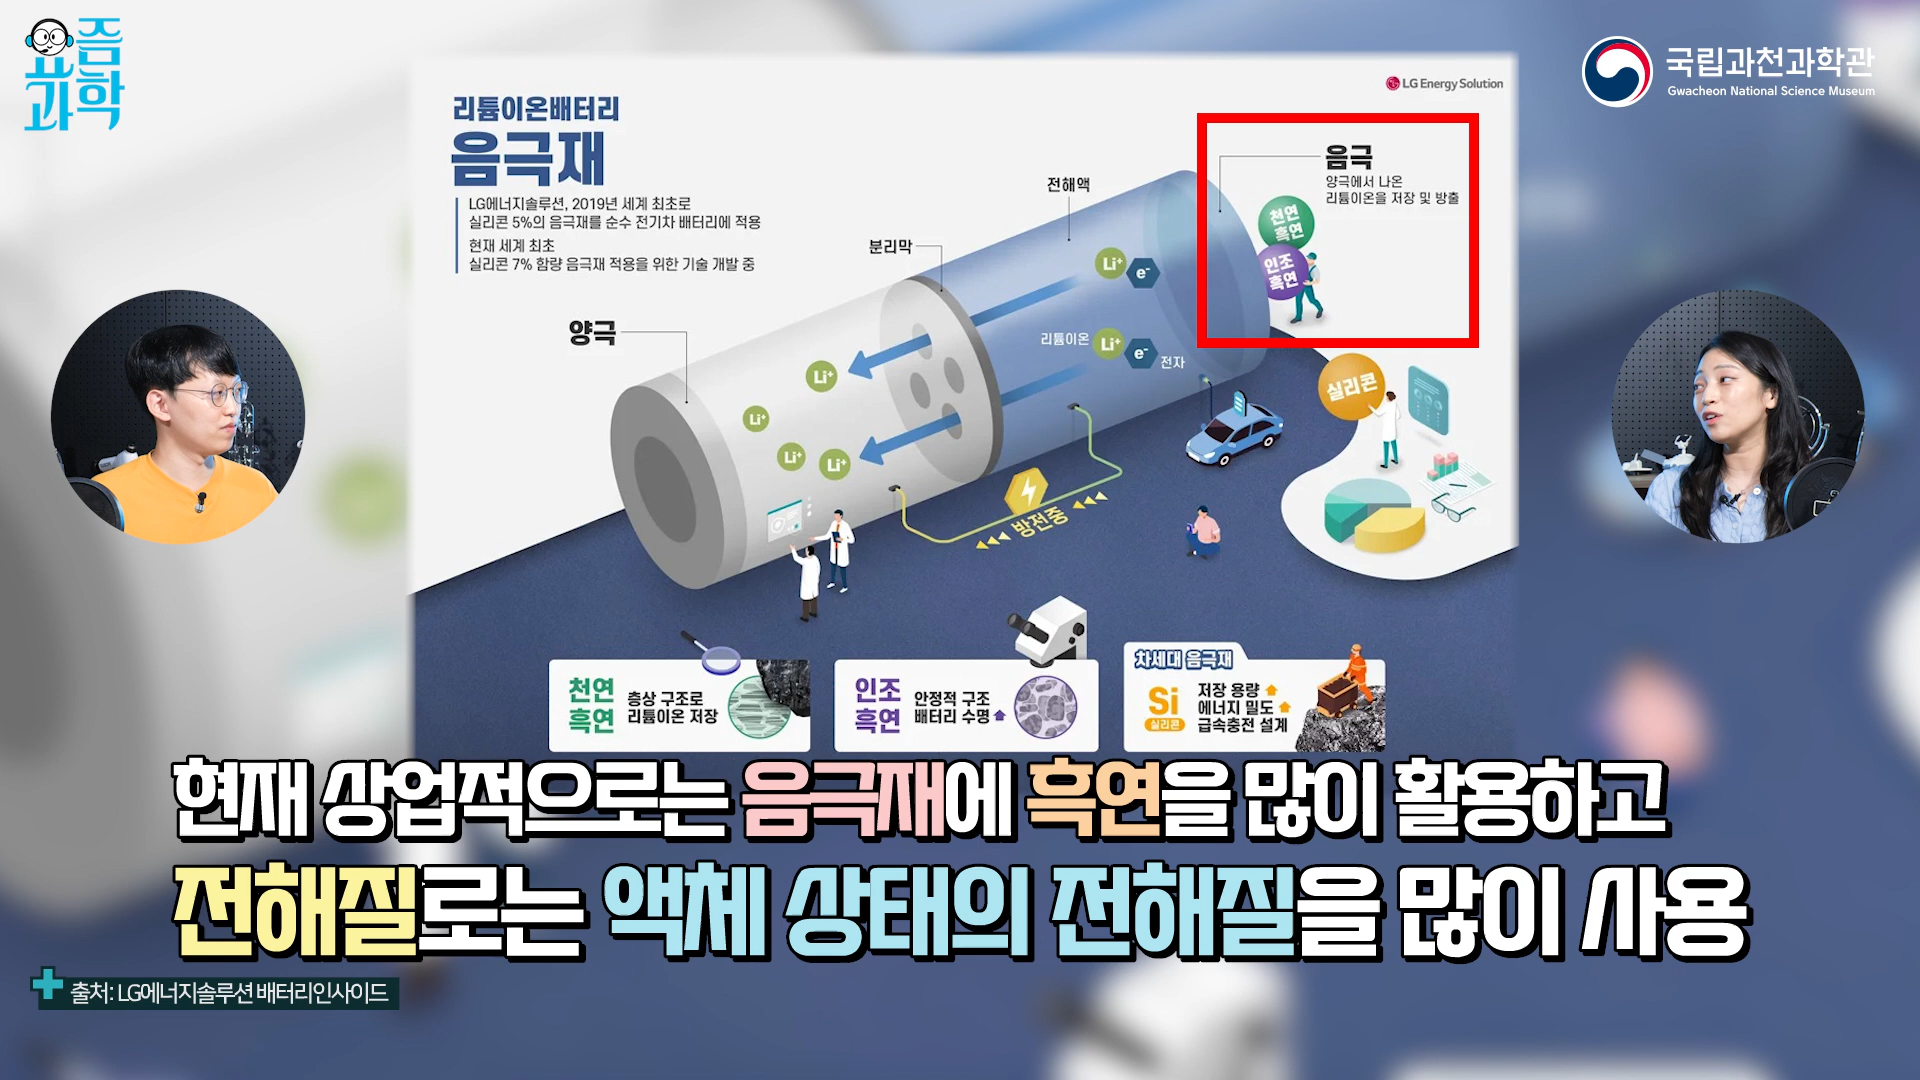 요즘과학
국립과천과학관
Gwacheon National Science Museum
LG Energy Solution
리튬이온배터리
음극재
LG에너지솔루션, 2019년 세계 최초로
실리콘 5%의 음극재를 순수 전기차 배터리에 적용
현재 세계 최초
실리콘 7% 함량 음극재 적용을 위한 기술 개발 중
음극
양극에서 나온
리튬이온을 저장 및 방출
천연
흑연
인조
흑연
전해액
분리막
양극
Li+
e-
리튬이온
Li+
e-
전자
Li+
Li+
Li+
Li+
실리콘
방전중
천연
흑연
층상 구조로
리튬이온 저장
인조
흑연
안정적 구조
배터리 수명
차세대 음극재
Si
실리콘
저장 용량
에너지 밀도
급속충전 설계
현재 상업적으로는 음극재에 흑연을 많이 활용하고
전해질로는 액체 상태의 전해질을 많이 사용
출처: LG에너지솔루션 배터리인사이드